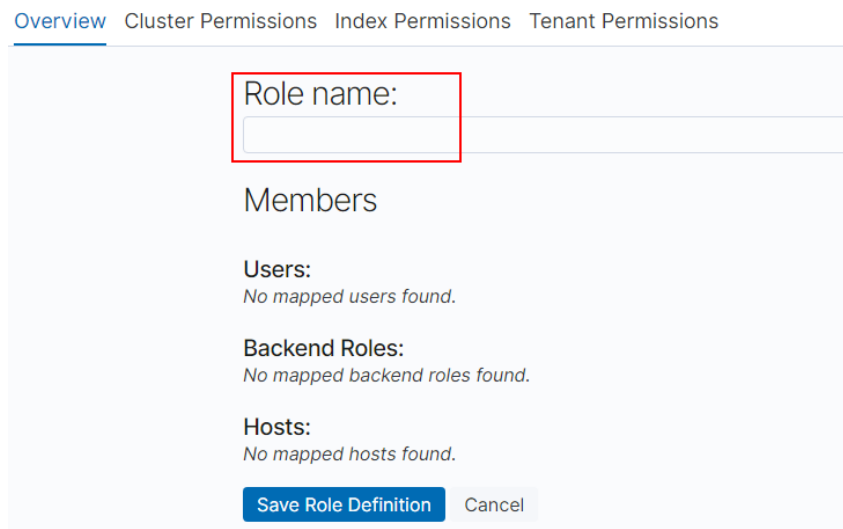 Overview Cluster Permissions Index Permissions Tenant Permissions
Role name:
Members
Users:
No mapped users found.
Backend Roles:
No mapped backend roles found.
Hosts:
No mapped hosts found.
Save Role Definition Cancel